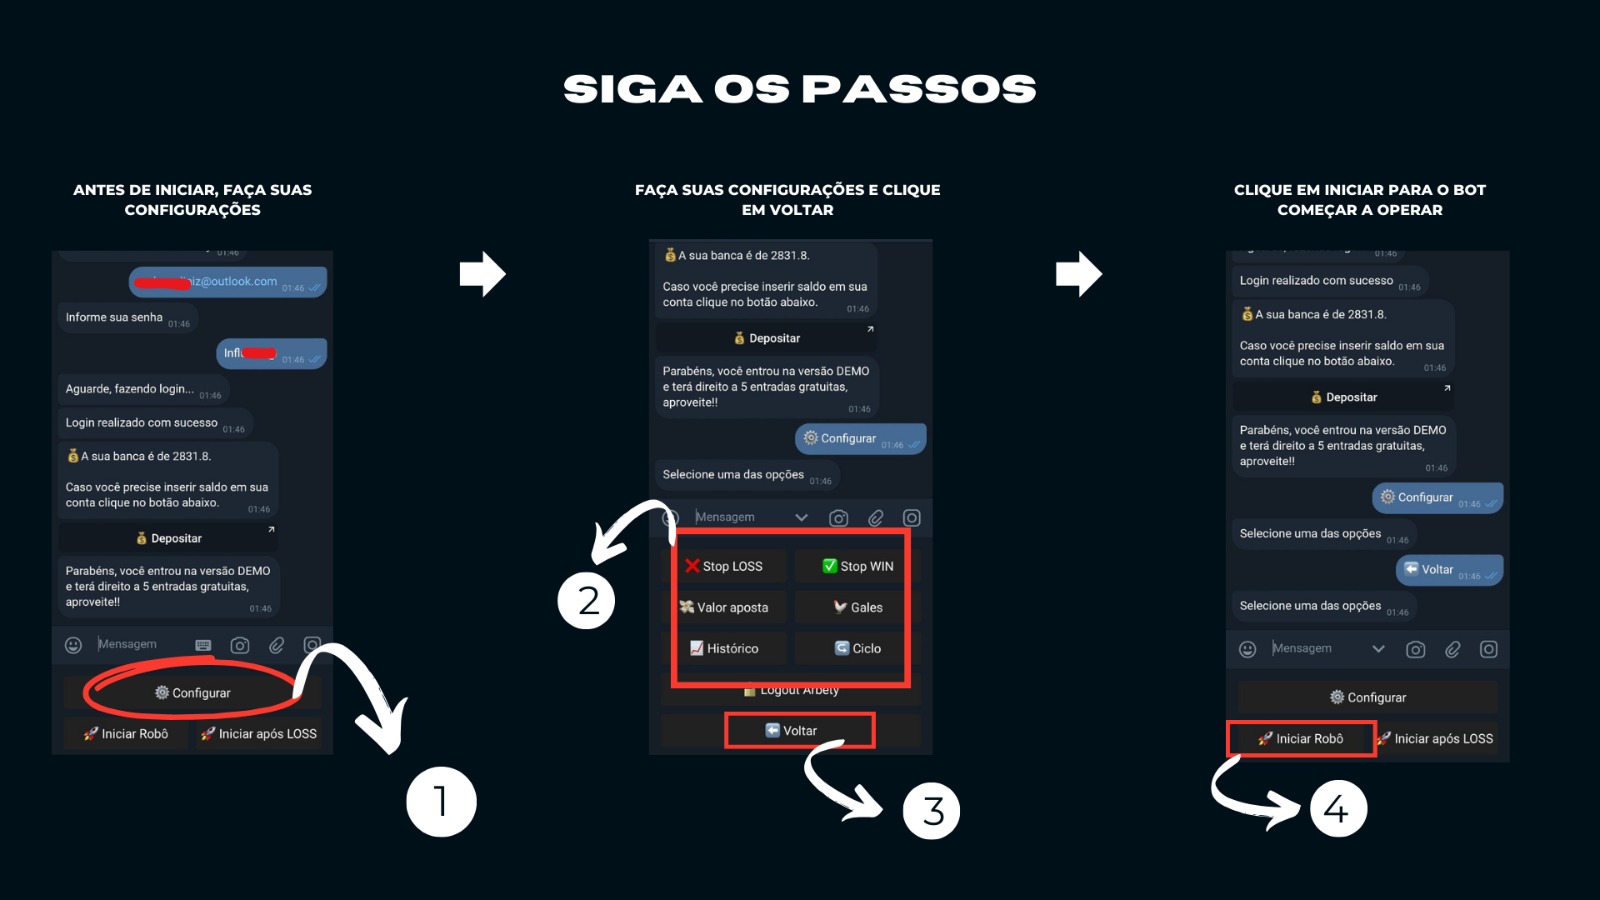 SIGA OS PASSOS
ANTES DE INICIAR, FAÇA SUAS
CONFIGURAÇÕES
01:46
iz@outlook.com 01:46
Informe sua senha 01:46
Infl 01:46
Aguarde, fazendo login... 01:46
Login realizado com sucesso 01:46
A sua banca é de 2831.8.
Caso você precise inserir saldo em sua
conta clique no botão abaixo. 01:46
Depositar
Parabéns, você entrou na versão DEMO
e terá direito a 5 entradas gratuitas,
aproveite!! 01:46
Mensagem
Configurar
Iniciar Robô Iniciar após LOSS
1
FAÇA SUAS CONFIGURAÇÕES E CLIQUE
EM VOLTAR
A sua banca é de 2831.8.
Caso você precise inserir saldo em sua
conta clique no botão abaixo.
01:46
Depositar
Parabéns, você entrou na versão DEMO
e terá direito a 5 entradas gratuitas,
aproveite!! 01:46
Configurar 01:46
Selecione uma das opções 01:46
Mensagem
2
Stop LOSS Stop WIN
Valor aposta Gales
Histórico Ciclo
Logout Arbety
Voltar
3
CLIQUE EM INICIAR PARA O BOT
COMEÇAR A OPERAR
01:46
Login realizado com sucesso 01:46
A sua banca é de 2831.8.
Caso você precise inserir saldo em sua
conta clique no botão abaixo. 01:46
Depositar
Parabéns, você entrou na versão DEMO
e terá direito a 5 entradas gratuitas,
aproveite!! 01:46
Configurar 01:46
Selecione uma das opções 01:46
Voltar 01:46
Selecione uma das opções 01:46
Mensagem
Configurar
Iniciar Robô Iniciar após LOSS
4